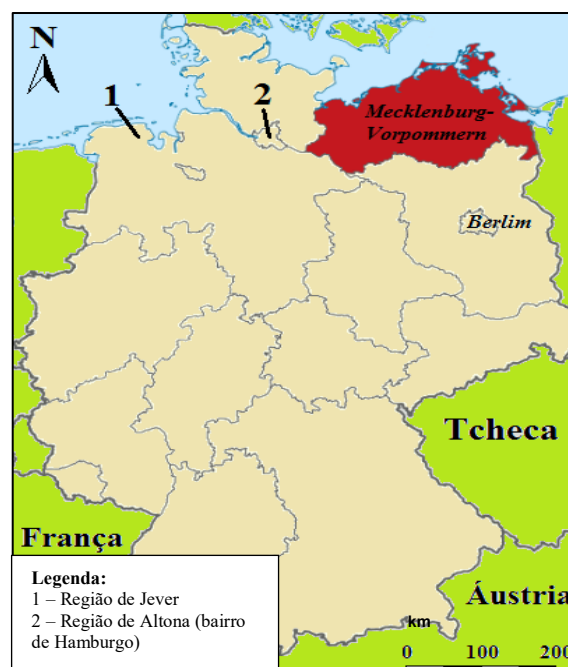 N
1
2
Mecklenburg-
Vorpommern
Berlim
Tcheca
França
Áustria
Legenda:
1 – Região de Jever
2 – Região de Altona (bairro
de Hamburgo)
km
0 100 200